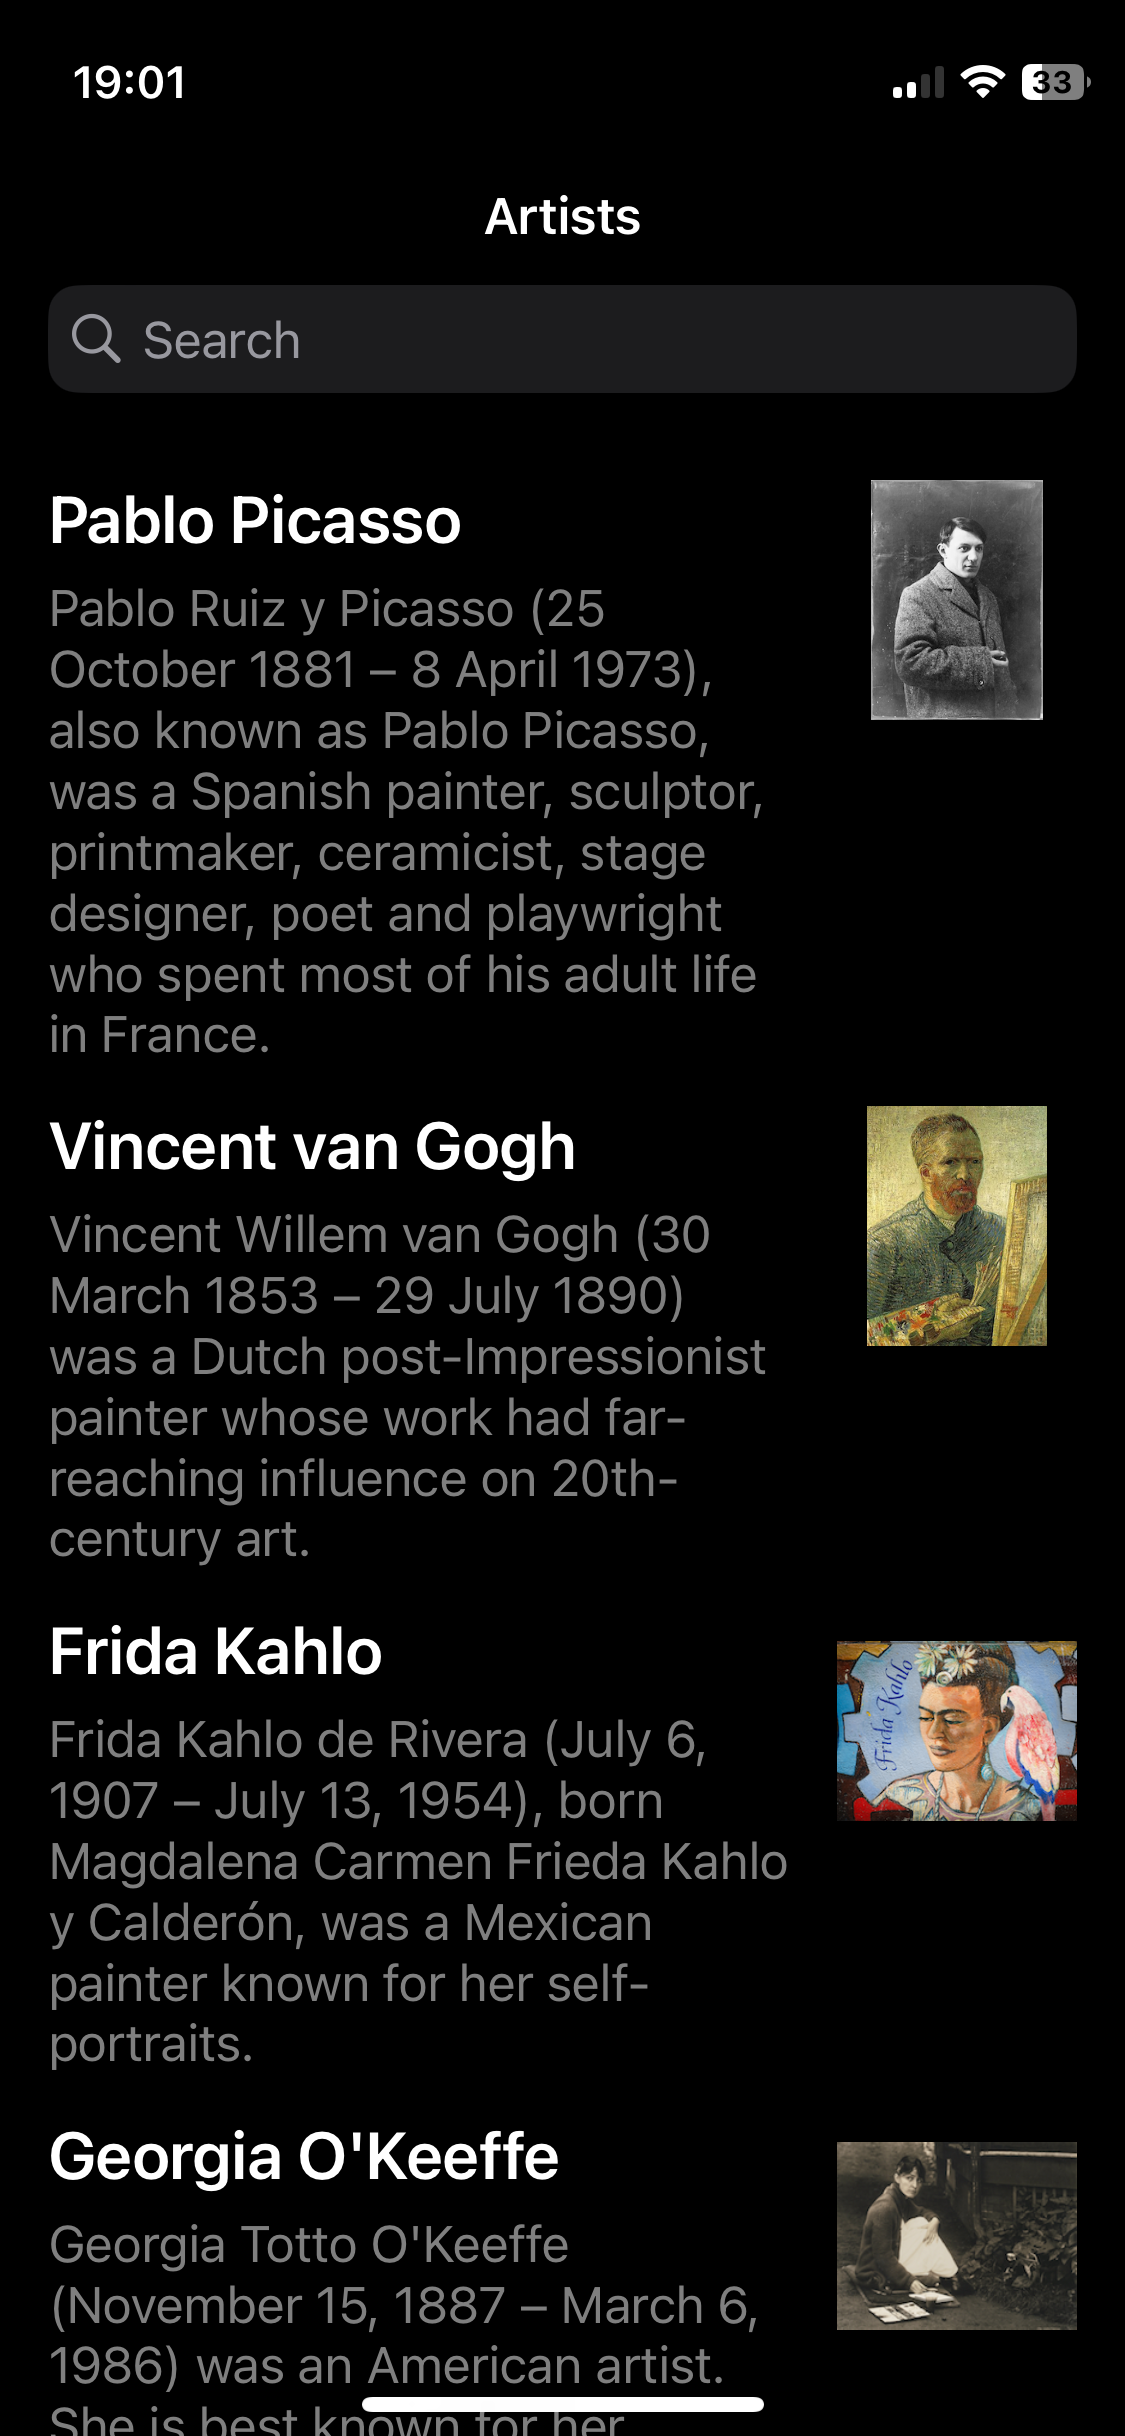 19:01
33
Artists
Search
Pablo Picasso
Pablo Ruiz y Picasso (25
October 1881 – 8 April 1973),
also known as Pablo Picasso,
was a Spanish painter, sculptor,
printmaker, ceramicist, stage
designer, poet and playwright
who spent most of his adult life
in France.
Vincent van Gogh
Vincent Willem van Gogh (30
March 1853 – 29 July 1890)
was a Dutch post-Impressionist
painter whose work had far-
reaching influence on 20th-
century art.
Frida Kahlo
Frida Kahlo
Frida Kahlo de Rivera (July 6,
1907 – July 13, 1954), born
Magdalena Carmen Frieda Kahlo
y Calderón, was a Mexican
painter known for her self-
portraits.
Georgia O'Keeffe
Georgia Totto O'Keeffe
(November 15, 1887 – March 6,
1986) was an American artist.
She is best known for her